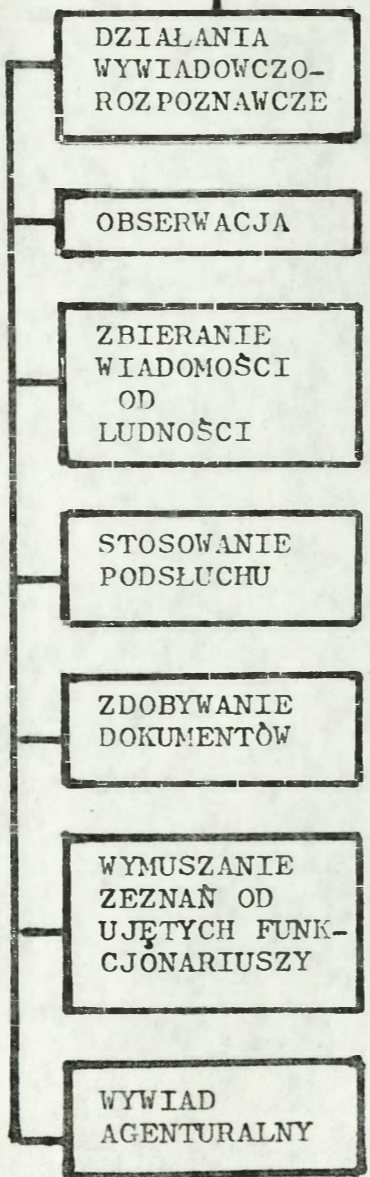 DZIAŁANIA
WYWIADOWCZO-
ROZPOZNAWCZE
OBSERWACJA
ZBIERANIE
WIADOMOŚCI
OD
LUDNOŚCI
STOSOWANIE
PODSŁUCHU
ZDOBYWANIE
DOKUMENTÓW
WYMUSZANIE
ZEZNAŃ OD
UJĘTYCH FUNK-
CJONARIUSZY
WYWIAD
AGENTURALNY